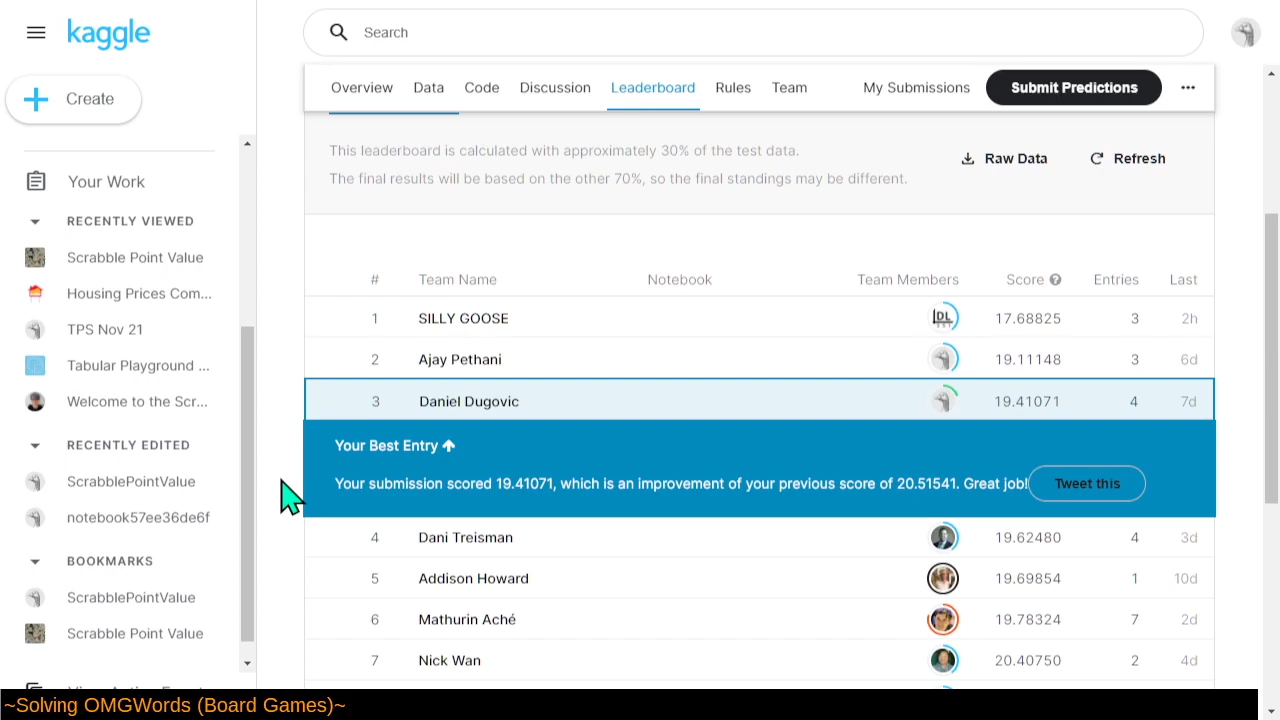 kaggle
Search
Create
Overview Data Code Discussion Leaderboard Rules Team My Submissions Submit Predictions
This leaderboard is calculated with approximately 30% of the test data.
The final results will be based on the other 70%, so the final standings may be different.
Raw Data Refresh
Your Work
RECENTLY VIEWED
Scrabble Point Value
Housing Prices Com...
TPS Nov 21
Tabular Playground ...
Welcome to the Scr...
RECENTLY EDITED
ScrabblePointValue
notebook57ee36de6f
BOOKMARKS
ScrabblePointValue
Scrabble Point Value
# Team Name Notebook Team Members Score Entries Last
1 SILLY GOOSE DL 17.68825 3 2h
2 Ajay Pethani 19.11148 3 6d
3 Daniel Dugovic 19.41071 4 7d
Your Best Entry
Your submission scored 19.41071, which is an improvement of your previous score of 20.51541. Great job! Tweet this
4 Dani Treisman 19.62480 4 3d
5 Addison Howard 19.69854 1 10d
6 Mathurin Aché 19.78324 7 2d
7 Nick Wan 20.40750 2 4d
~Solving OMGWords (Board Games)~